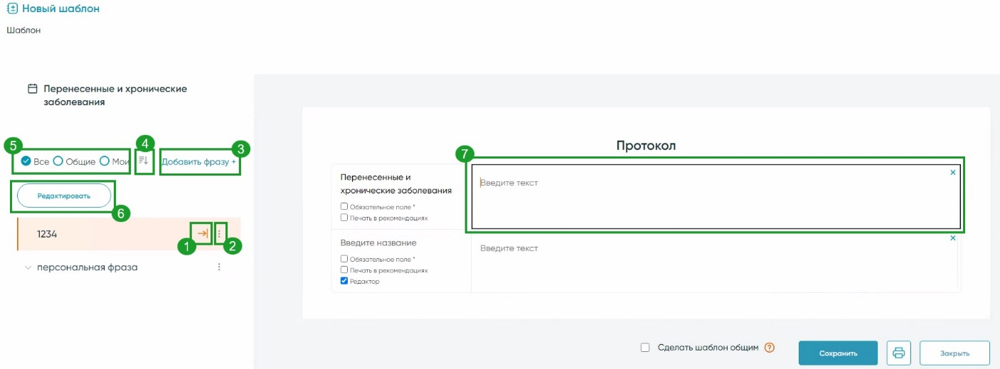 Новый шаблон
Шаблон
Перенесенные и хронические
заболевания
5
4
3
Все Общие Мои
Добавить фразу +
Редактировать
6
1234
1
2
персональная фраза
Протокол
7
Перенесенные и
хронические заболевания
Обязательное поле *
Печать в рекомендациях
Введите текст
Введите название
Обязательное поле *
Печать в рекомендациях
Редактор
Введите текст
Сделать шаблон общим ?
Сохранить
Закрыть